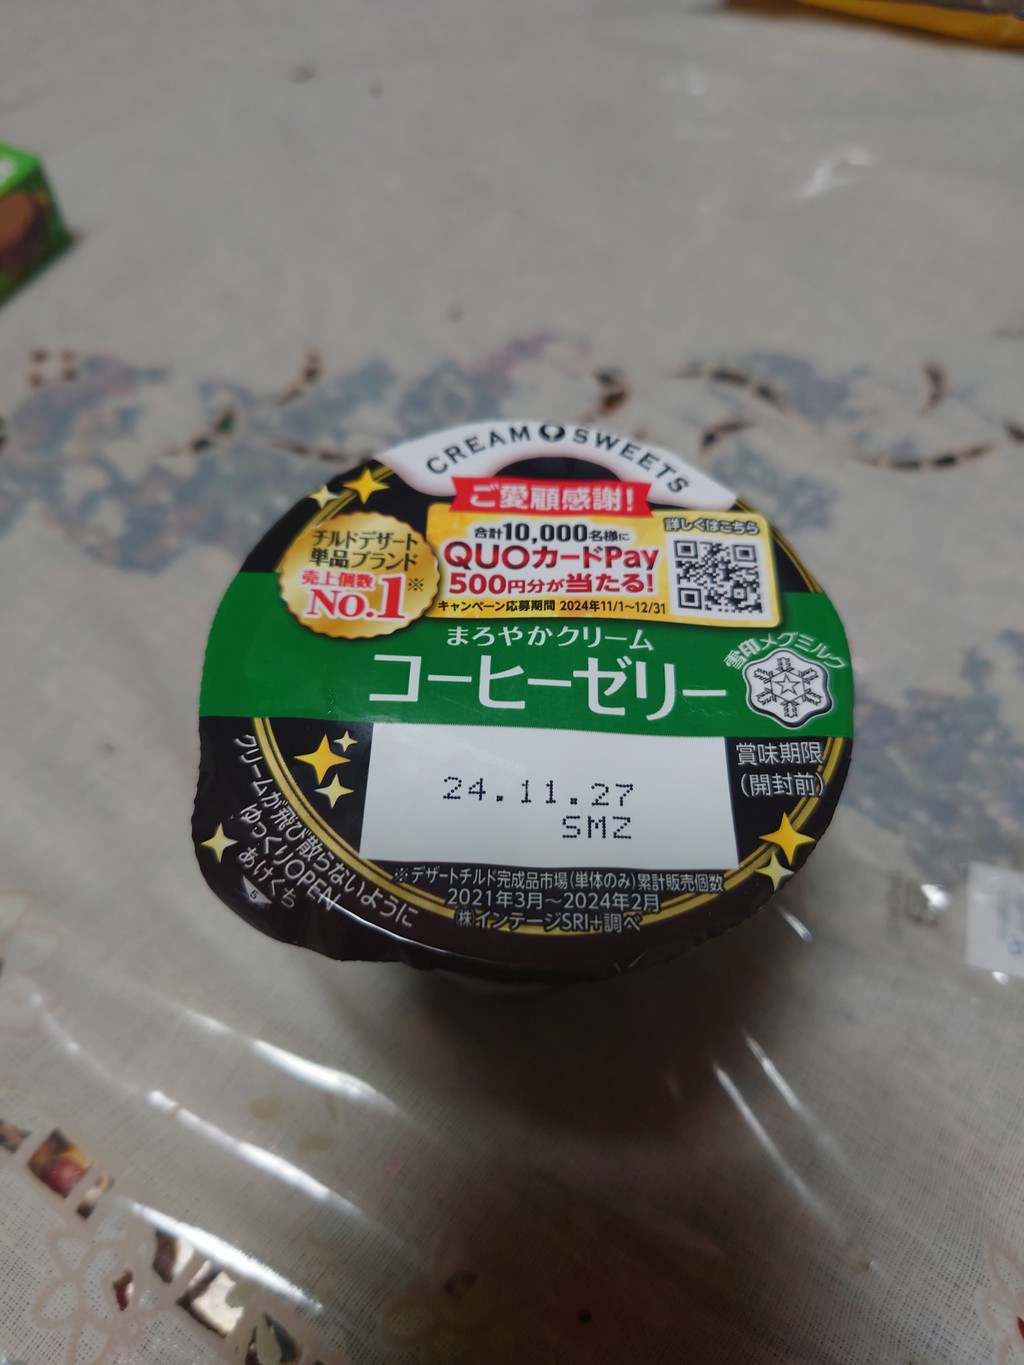 CREAM SWEETS
ご愛顧感謝!
チルドデザート
単品ブランド
売上個数
No.1※
合計10,000名様に
QUOカードPay
500円分が当たる!
キャンペーン応募期間 2024年11/1~12/31
詳しくはこちら
まろやかクリーム
コーヒーゼリー
雪印メグミルク
賞味期限
(開封前)
24.11.27
SMZ
クリームが飛び散らないように
ゆっくりOPEN
あけくち
5
※デザートチルド完成品市場(単体のみ)累計販売個数
2021年3月~2024年2月
㈱インテージSRI+調べ